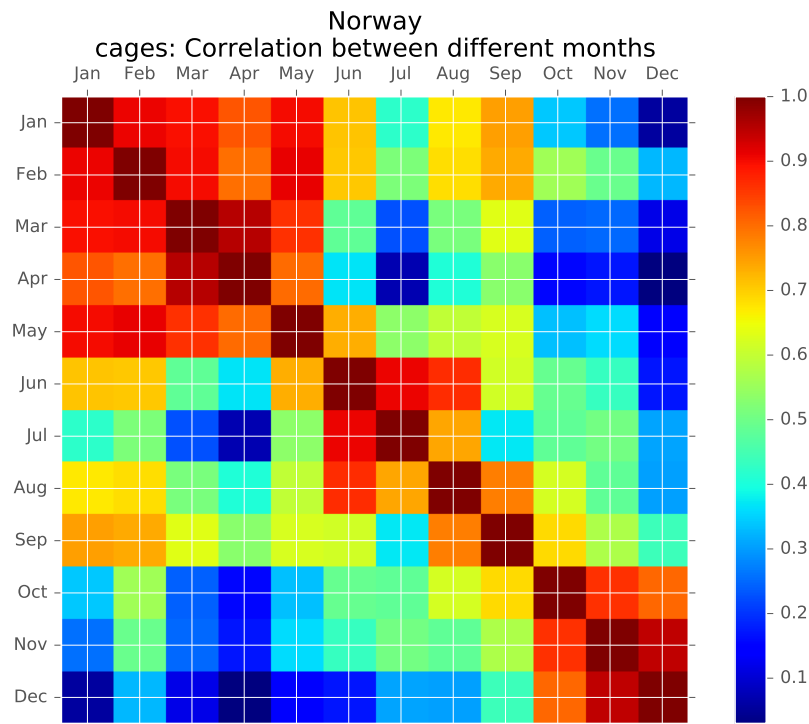 Norway
cages: Correlation between different months
Jan Feb Mar Apr May Jun Jul Aug Sep Oct Nov Dec
Jan
Feb
Mar
Apr
May
Jun
Jul
Aug
Sep
Oct
Nov
Dec
1.0
0.9
0.8
0.7
0.6
0.5
0.4
0.3
0.2
0.1